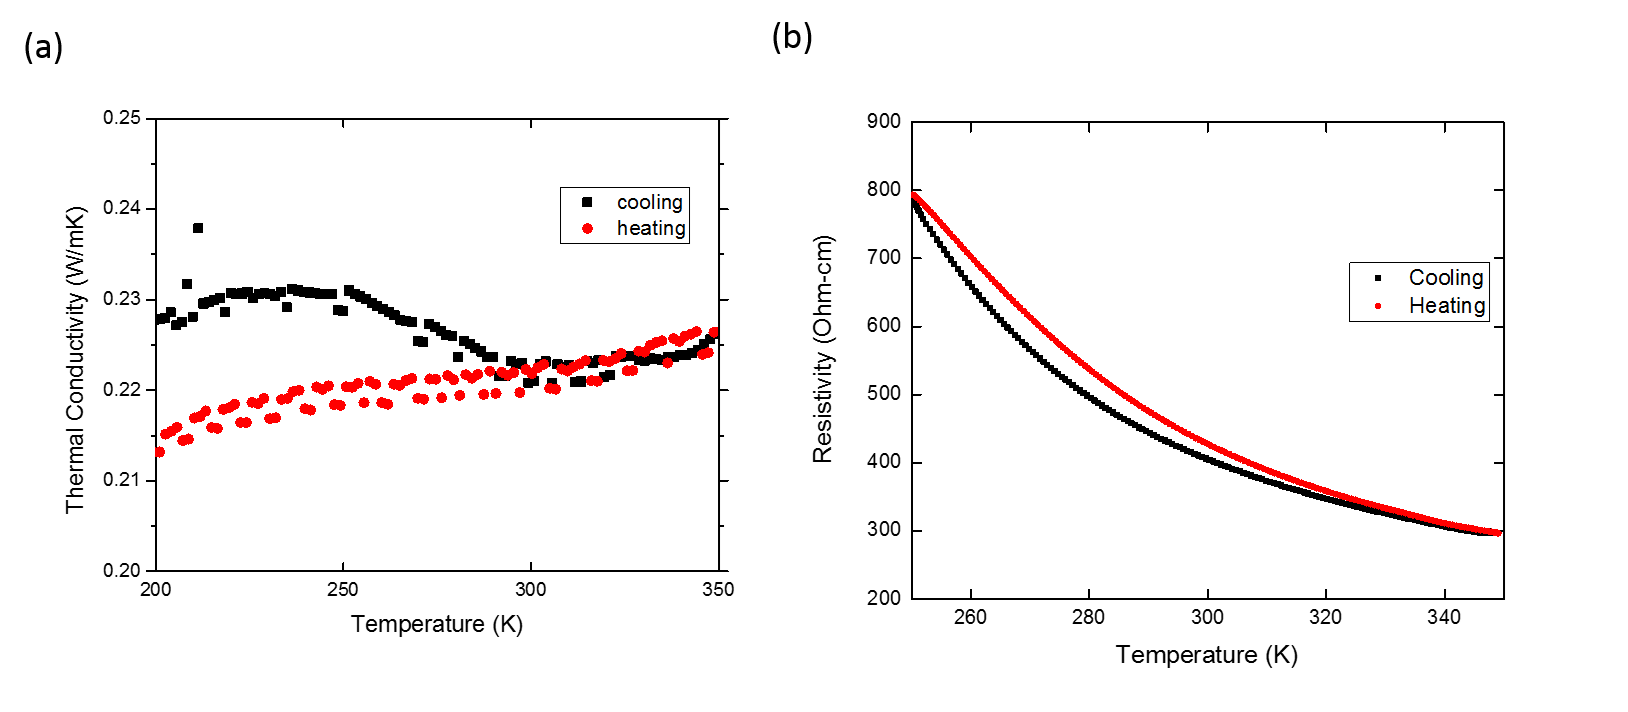 (a)
(b)
0.25
0.24
0.23
0.22
0.21
0.20
200
250
300
350
Thermal Conductivity (W/mK)
Temperature (K)
cooling
heating
900
800
700
600
500
400
300
200
260
280
300
320
340
Resistivity (Ohm-cm)
Temperature (K)
Cooling
Heating